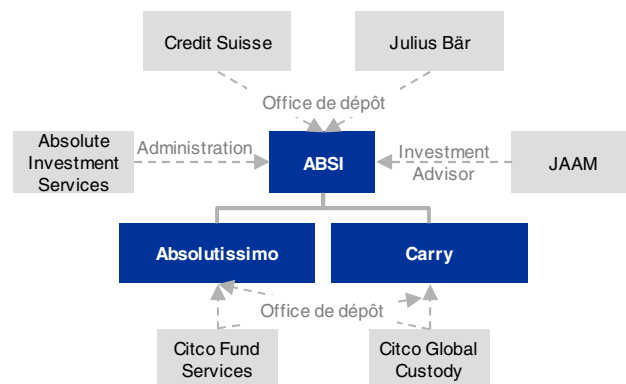 Credit Suisse
Julius Bär
Office de dépôt
Absolute
Investment
Services
Administration
ABSI
Investment
Advisor
JAAM
Absolutissimo
Carry
Office de dépôt
Citco Fund
Services
Citco Global
Custody